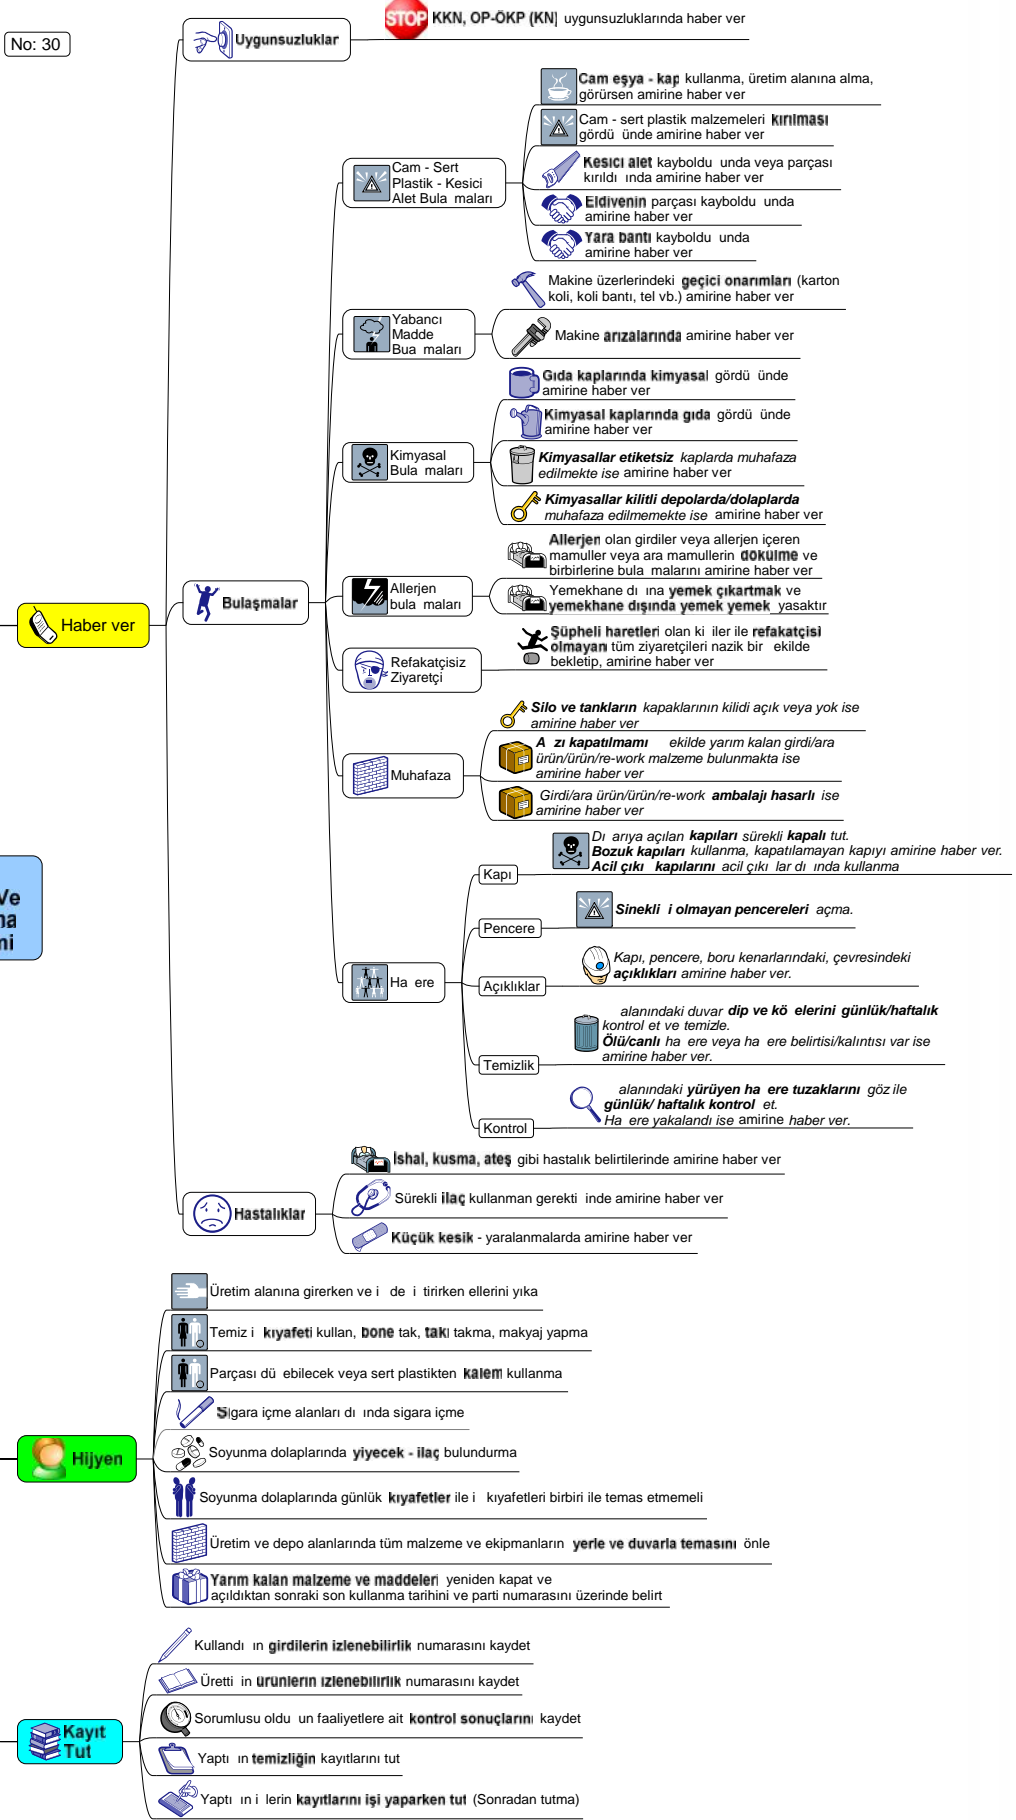 No: 30
Uygunsuzluklar
STOP KKN, OP-ÖKP (KN) uygunsuzluklarında haber ver
Cam - Sert
Plastik - Kesici
Alet Bula maları
Cam eşya - kap kullanma, üretim alanına alma,
görürsen amirine haber ver
Cam - sert plastik malzemeleri kırılması
gördü ünde amirine haber ver
Kesici alet kayboldu unda veya parçası
kırıldı ında amirine haber ver
Eldivenin parçası kayboldu unda
amirine haber ver
Yara bantı kayboldu unda
amirine haber ver
Yabancı
Madde
Bua maları
Makine üzerlerindeki geçici onarımları (karton
koli, koli bantı, tel vb.) amirine haber ver
Makine arızalarında amirine haber ver
Kimyasal
Bula maları
Gıda kaplarında kimyasal gördü ünde
amirine haber ver
Kimyasal kaplarında gıda gördü ünde
amirine haber ver
Kimyasallar etiketsiz kaplarda muhafaza
edilmekte ise amirine haber ver
Kimyasallar kilitli depolarda/dolaplarda
muhafaza edilmemekte ise amirine haber ver
Haber ver
Bulaşmalar
Allerjen
bula maları
Allerjen olan girdiler veya allerjen içeren
mamuller veya ara mamullerin dökülme ve
birbirlerine bula malarını amirine haber ver
Yemekhane dı ına yemek çıkartmak ve
yemekhane dışında yemek yemek yasaktır
Refakatçisiz
Ziyaretçi
Şüpheli haretleri olan ki iler ile refakatçisi
olmayan tüm ziyaretçileri nazik bir ekilde
bekletip, amirine haber ver
Muhafaza
Silo ve tankların kapaklarının kilidi açık veya yok ise
amirine haber ver
A zı kapatılmamı ekilde yarım kalan girdi/ara
ürün/ürün/re-work malzeme bulunmakta ise
amirine haber ver
Girdi/ara ürün/ürün/re-work ambalajı hasarlı ise
amirine haber ver
Ve
na
mi
Ha ere
Kapı
Dı arıya açılan kapıları sürekli kapalı tut.
Bozuk kapıları kullanma, kapatılamayan kapıyı amirine haber ver.
Acil çıkı kapılarını acil çıkı lar dı ında kullanma
Pencere
Sinekli i olmayan pencereleri açma.
Açıklıklar
Kapı, pencere, boru kenarlarındaki, çevresindeki
açıklıkları amirine haber ver.
Temizlik
alanındaki duvar dip ve kö elerini günlük/haftalık
kontrol et ve temizle.
Ölü/canlı ha ere veya ha ere belirtisi/kalıntısı var ise
amirine haber ver.
Kontrol
alanındaki yürüyen ha ere tuzaklarını göz ile
günlük/ haftalık kontrol et.
Ha ere yakalandı ise amirine haber ver.
Hastalıklar
İshal, kusma, ateş gibi hastalık belirtilerinde amirine haber ver
Sürekli ilaç kullanman gerekti inde amirine haber ver
Küçük kesik - yaralanmalarda amirine haber ver
Hijyen
Üretim alanına girerken ve i de i tirirken ellerini yıka
Temiz i kıyafeti kullan, bone tak, takı takma, makyaj yapma
Parçası dü ebilecek veya sert plastikten kalem kullanma
Sigara içme alanları dı ında sigara içme
Soyunma dolaplarında yiyecek - ilaç bulundurma
Soyunma dolaplarında günlük kıyafetler ile i kıyafetleri birbiri ile temas etmemeli
Üretim ve depo alanlarında tüm malzeme ve ekipmanların yerle ve duvarla temasını önle
Yarım kalan malzeme ve maddeleri yeniden kapat ve
açıldıktan sonraki son kullanma tarihini ve parti numarasını üzerinde belirt
Kayıt
Tut
Kullandı ın girdilerin izlenebilirlik numarasını kaydet
Üretti in ürünlerin izlenebilirlik numarasını kaydet
Sorumlusu oldu un faaliyetlere ait kontrol sonuçlarını kaydet
Yaptı ın temizliğin kayıtlarını tut
Yaptı ın i lerin kayıtlarını işi yaparken tut (Sonradan tutma)